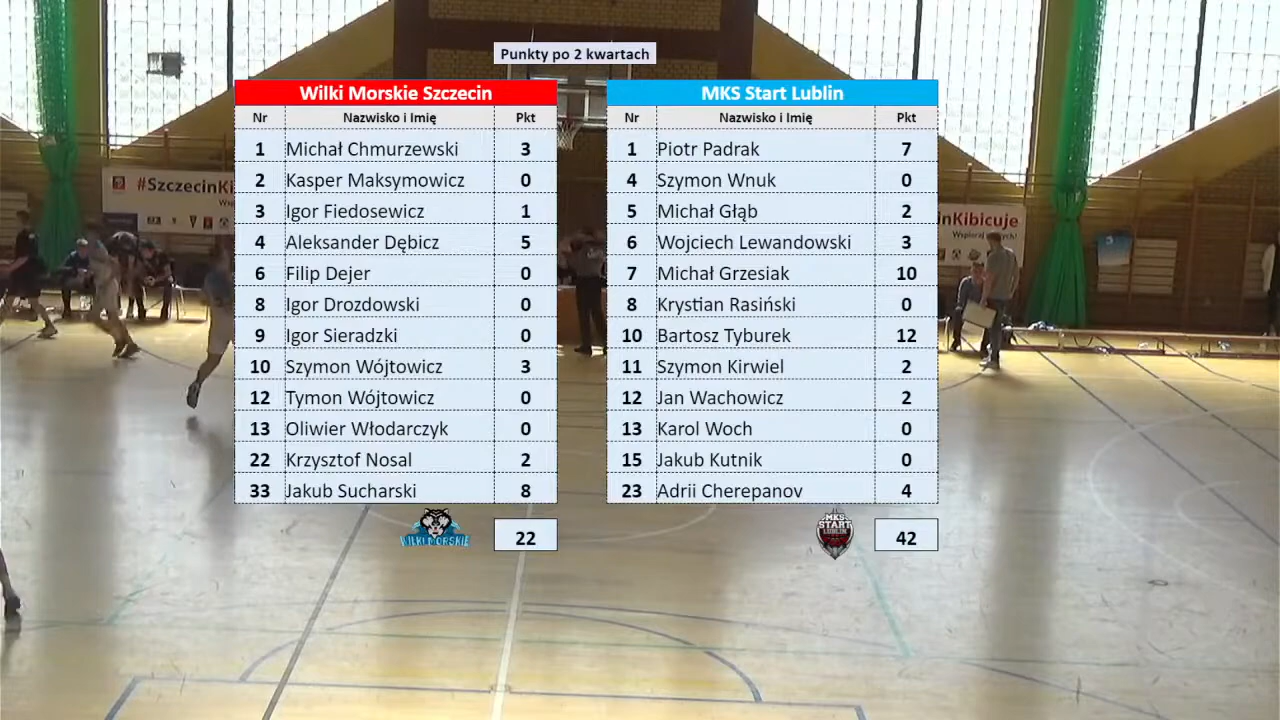 Punkty po 2 kwartach
Wilki Morskie Szczecin
Nr Nazwisko i Imię Pkt
1 Michał Chmurzewski 3
2 Kasper Maksymowicz 0
3 Igor Fiedosewicz 1
4 Aleksander Dębicz 5
6 Filip Dejer 0
8 Igor Drozdowski 0
9 Igor Sieradzki 0
10 Szymon Wójtowicz 3
12 Tymon Wójtowicz 0
13 Oliwier Włodarczyk 0
22 Krzysztof Nosal 2
33 Jakub Sucharski 8
WILKI MORSKIE
22
MKS Start Lublin
Nr Nazwisko i Imię Pkt
1 Piotr Padrak 7
4 Szymon Wnuk 0
5 Michał Głąb 2
6 Wojciech Lewandowski 3
7 Michał Grzesiak 10
8 Krystian Rasiński 0
10 Bartosz Tyburek 12
11 Szymon Kirwiel 2
12 Jan Wachowicz 2
13 Karol Woch 0
15 Jakub Kutnik 0
23 Adrii Cherepanov 4
MKS
START
LUBLIN
42
#SzczecinKi
inKibicuje